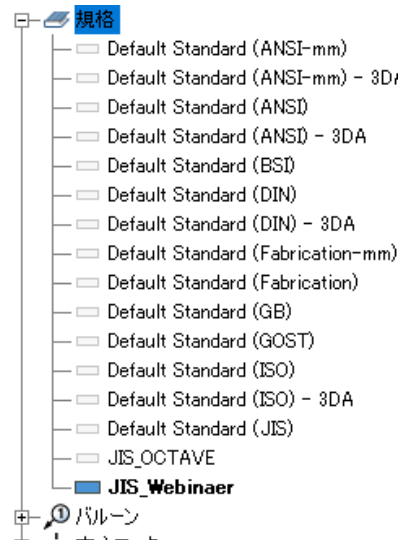 規格
Default Standard (ANSI-mm)
Default Standard (ANSI-mm) - 3DA
Default Standard (ANSI)
Default Standard (ANSI) - 3DA
Default Standard (BSI)
Default Standard (DIN)
Default Standard (DIN) - 3DA
Default Standard (Fabrication-mm)
Default Standard (Fabrication)
Default Standard (GB)
Default Standard (GOST)
Default Standard (ISO)
Default Standard (ISO) - 3DA
Default Standard (JIS)
JIS_OCTAVE
JIS_Webinaer
バルーン